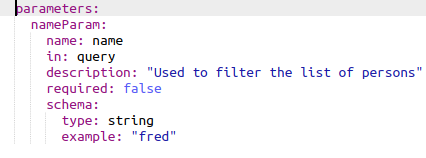 parameters:
  nameParam:
    name: name
    in: query
    description: "Used to filter the list of persons"
    required: false
    schema:
      type: string
      example: "fred"